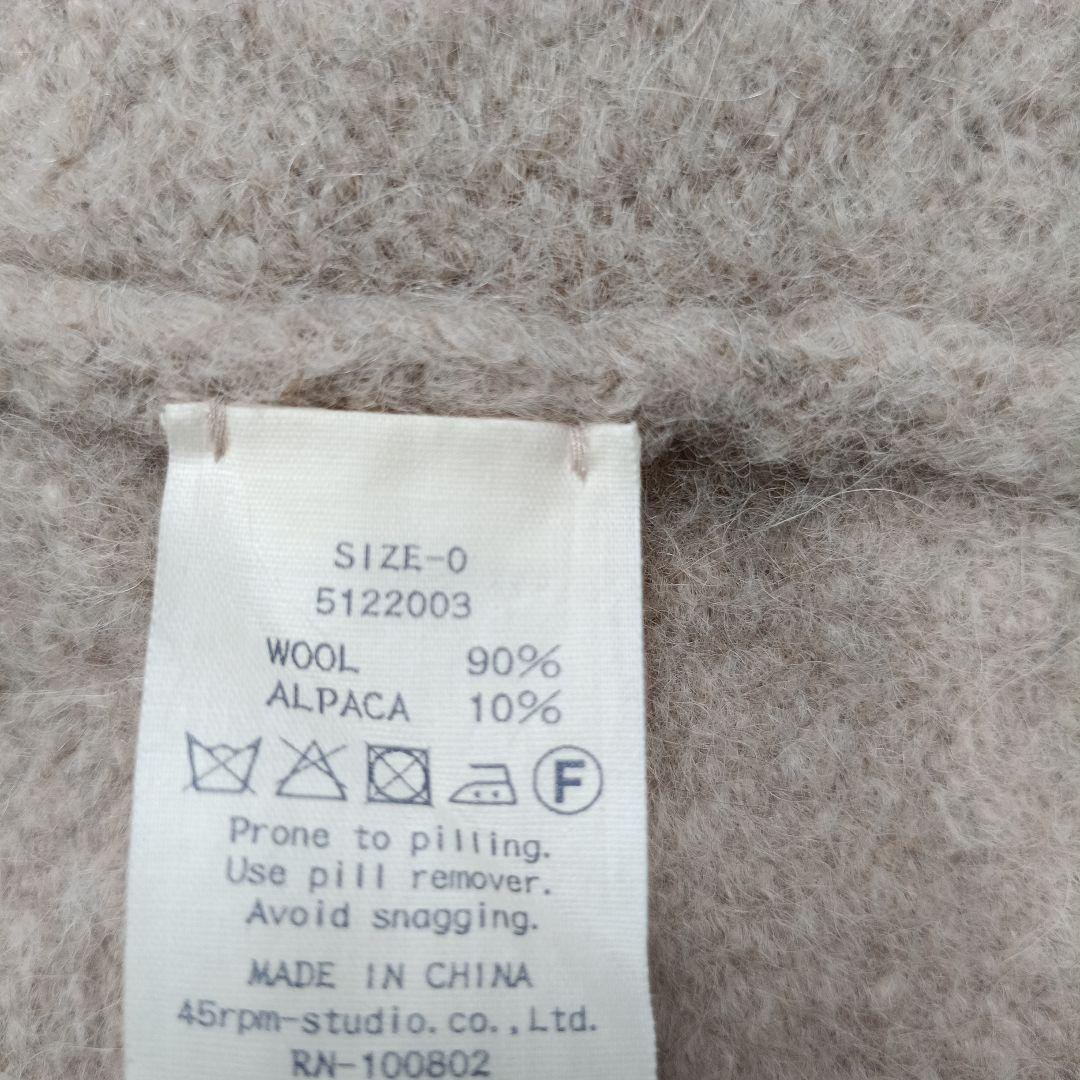 SIZE-0
5122003
WOOL 90%
ALPACA 10%
F
Prone to pilling.
Use pill remover.
Avoid snagging.
MADE IN CHINA
45rpm-studio.co.,Ltd.
RN-100802